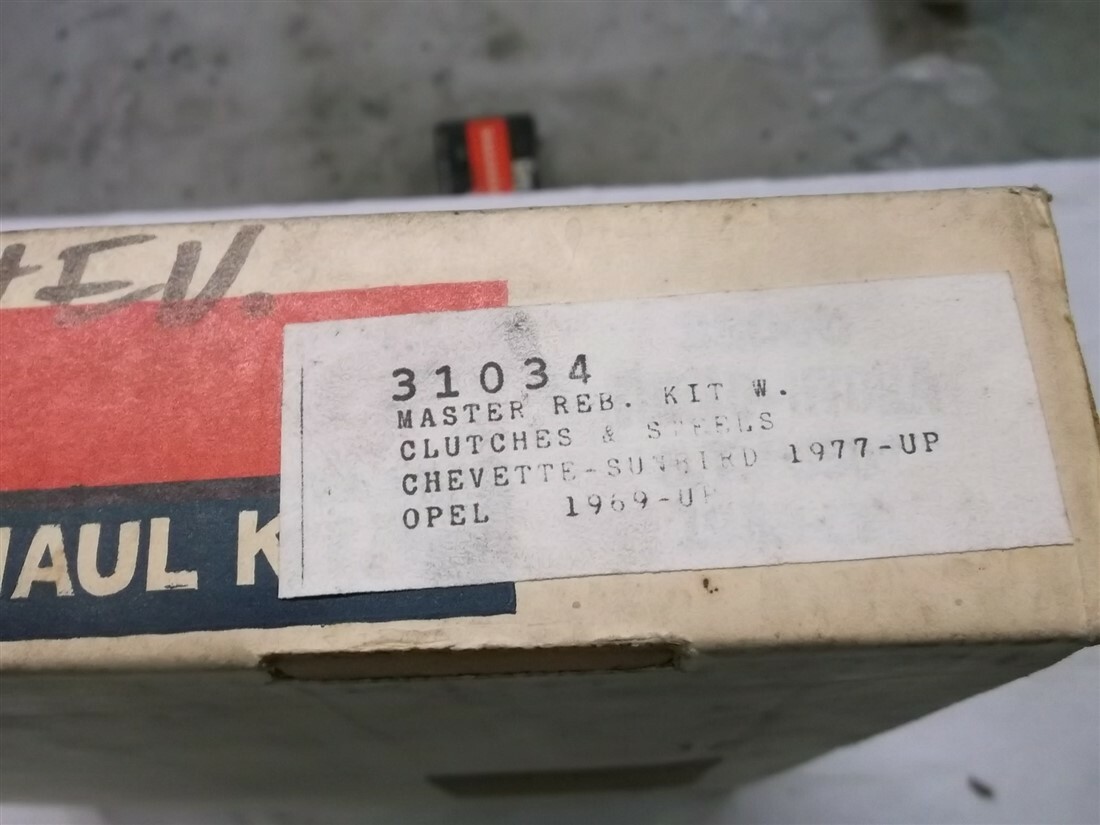 HEV.
31034
MASTER REB. KIT W.
CLUTCHES & STEELS
CHEVETTE-SUNBIRD 1977-UP
OPEL 1969-UP
HAUL K